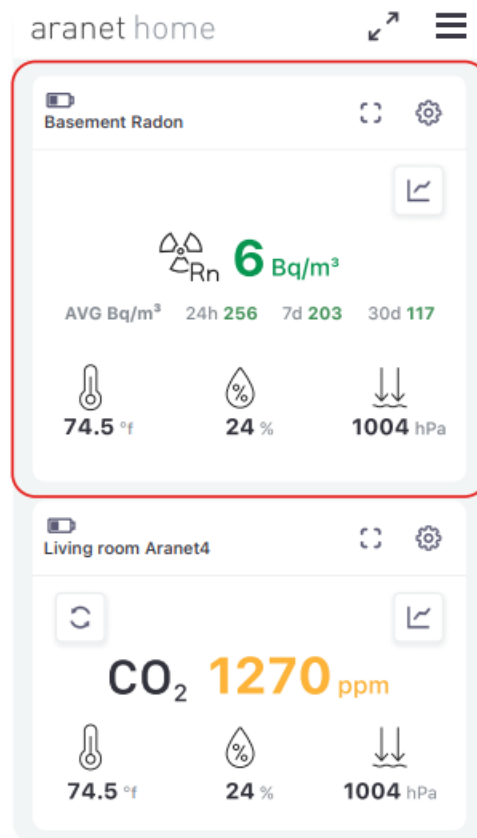 aranet home
Basement Radon
Rn 6 Bq/m³
AVG Bq/m³ 24h 256 7d 203 30d 117
%
74.5 °f 24 % 1004 hPa
Living room Aranet4
CO₂ 1270 ppm
%
74.5 °f 24 % 1004 hPa